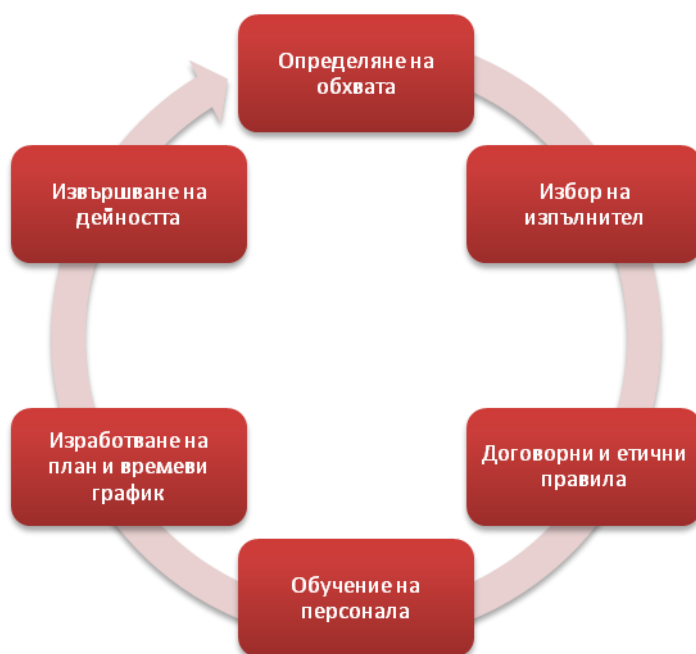 Определяне на
обхвата
Избор на
изпълнител
Договорни и етични
правила
Обучение на
персонала
Изработване на
план и времеви
график
Извършване на
дейността